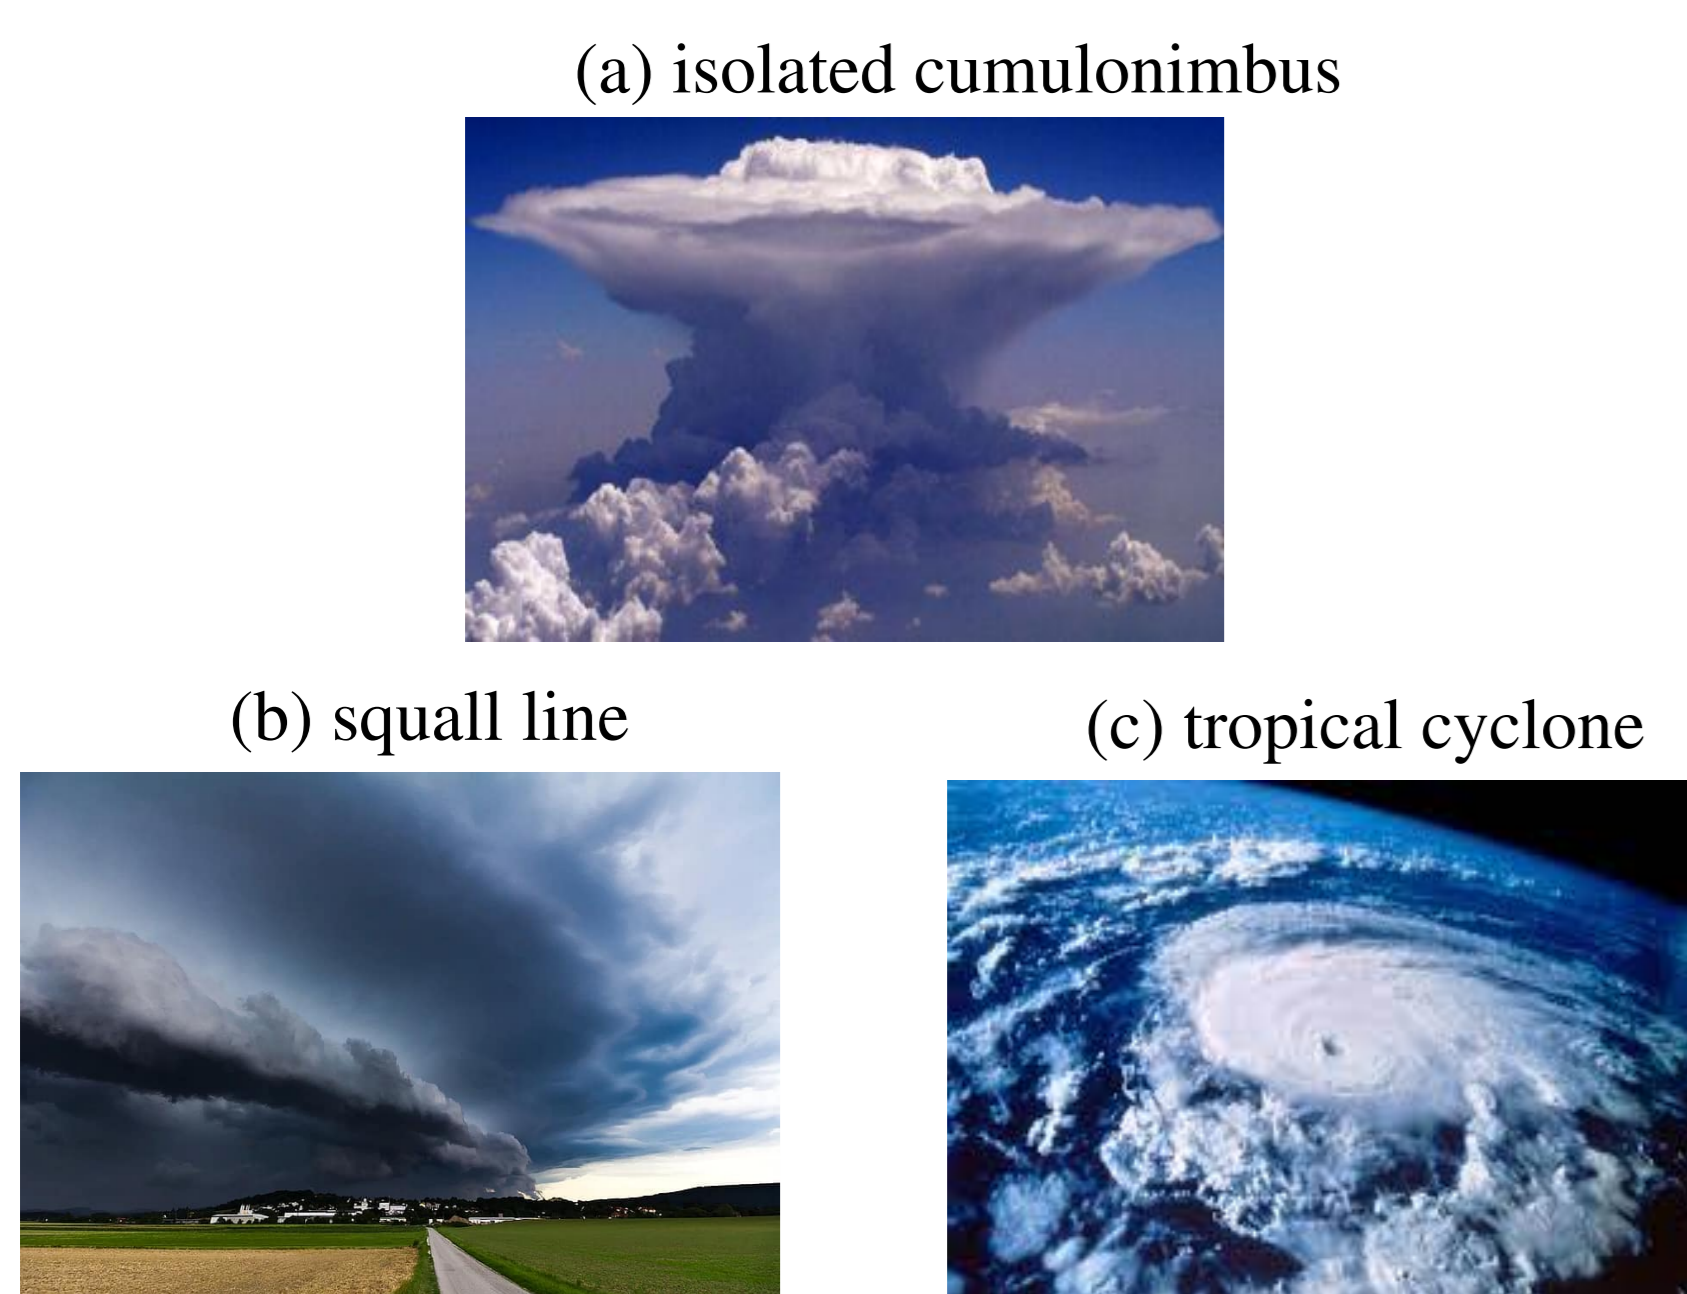 (a) isolated cumulonimbus
(b) squall line
(c) tropical cyclone